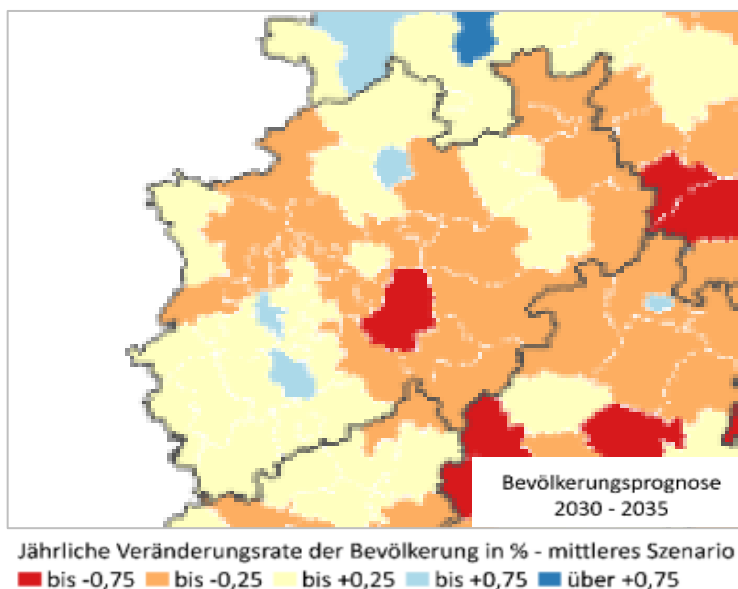 Bevölkerungsprognose
2030 - 2035
Jährliche Veränderungsrate der Bevölkerung in % - mittleres Szenario
bis -0,75 bis -0,25 bis +0,25 bis +0,75 über +0,75